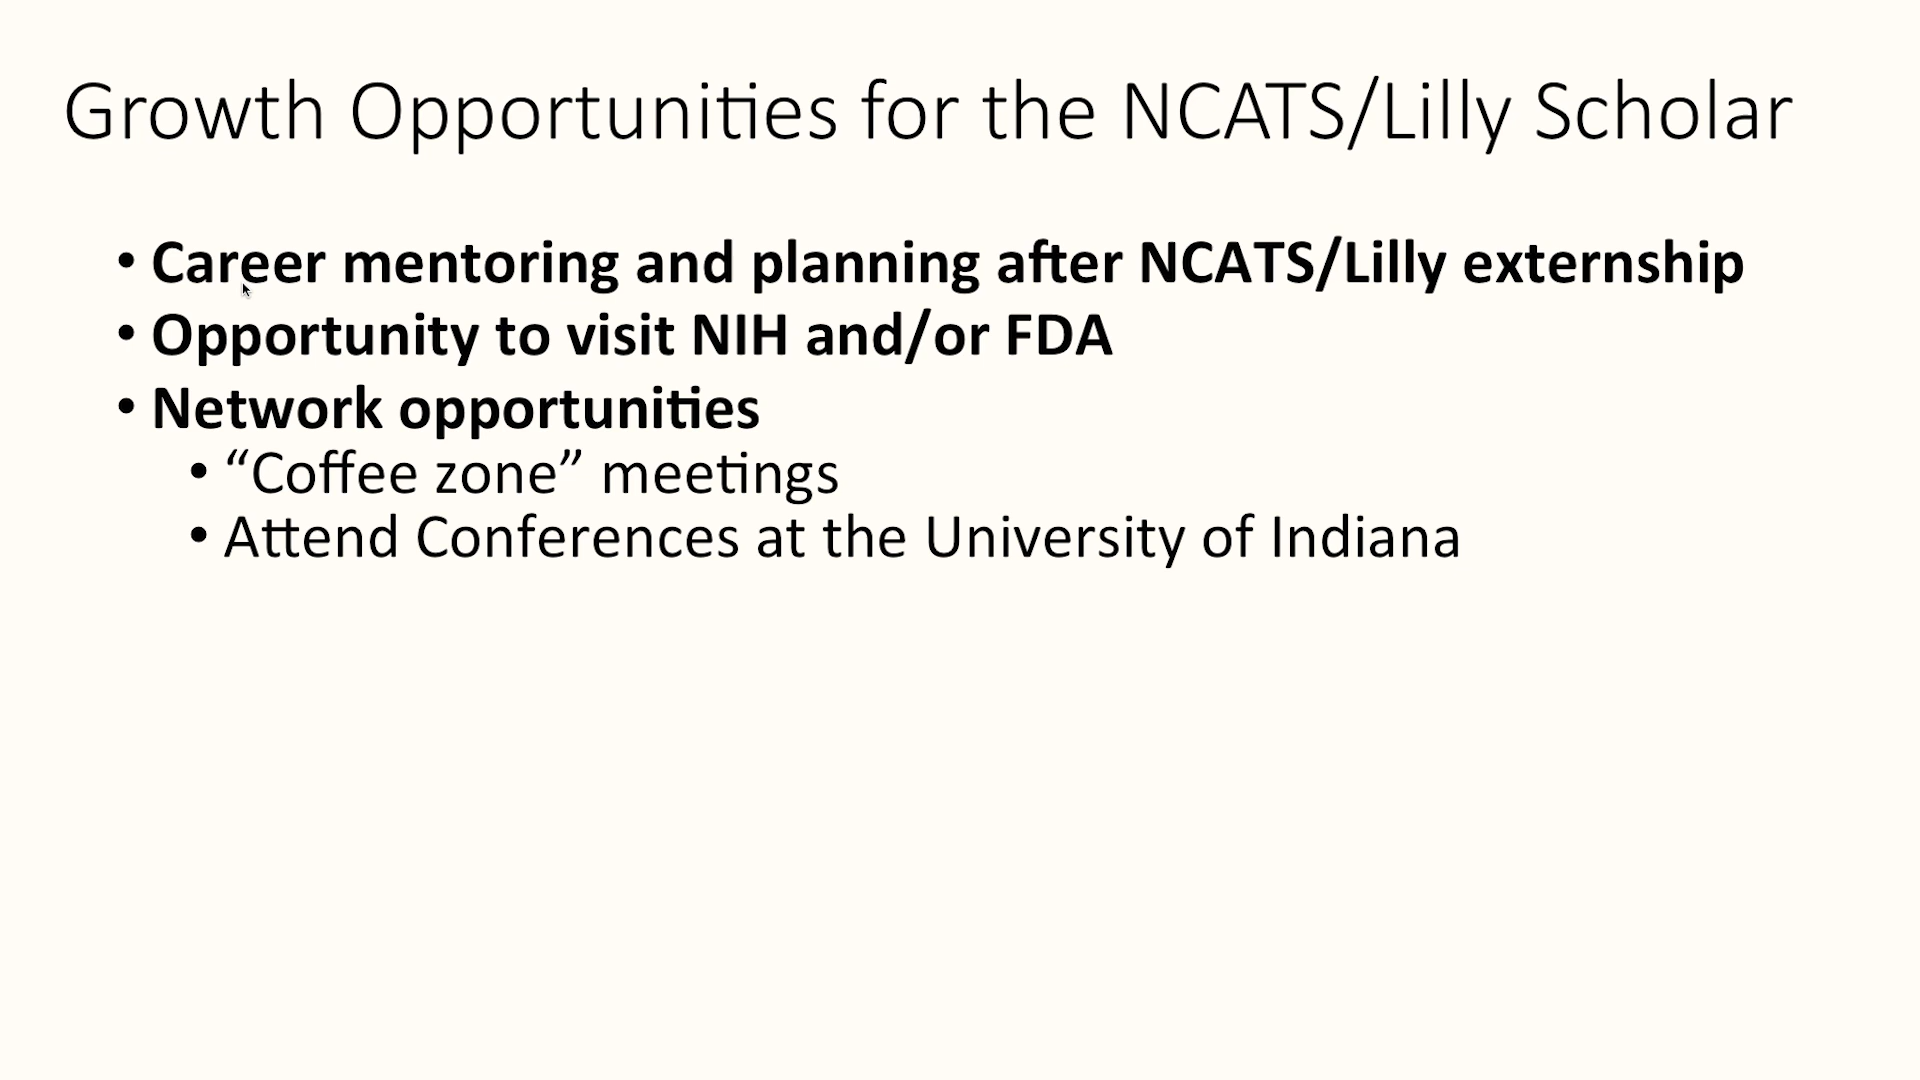 Growth Opportunities for the NCATS/Lilly Scholar
• Career mentoring and planning after NCATS/Lilly externship
• Opportunity to visit NIH and/or FDA
• Network opportunities
• “Coffee zone” meetings
• Attend Conferences at the University of Indiana